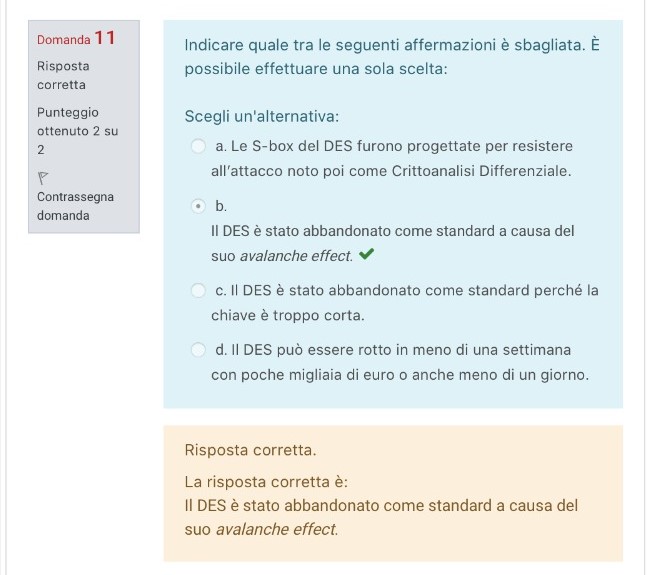 Domanda 11
Risposta
corretta
Punteggio
ottenuto 2 su
2
Contrassegna
domanda
Indicare quale tra le seguenti affermazioni è sbagliata. È
possibile effettuare una sola scelta:
Scegli un'alternativa:
a. Le S-box del DES furono progettate per resistere
all'attacco noto poi come Crittoanalisi Differenziale.
b.
Il DES è stato abbandonato come standard a causa del
suo avalanche effect.
c. Il DES è stato abbandonato come standard perché la
chiave è troppo corta.
d. Il DES può essere rotto in meno di una settimana
con poche migliaia di euro o anche meno di un giorno.
Risposta corretta.
La risposta corretta è:
Il DES è stato abbandonato come standard a causa del
suo avalanche effect.